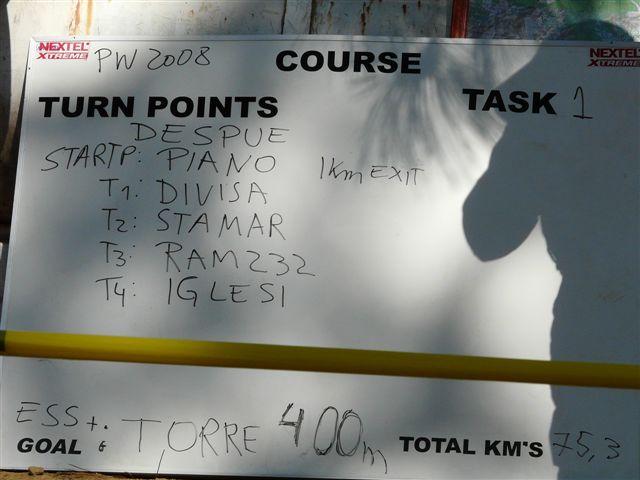 NEXTEL XTREME PW 2008 COURSE NEXTEL XTREME
TURN POINTS TASK 1
DESPUE
STARTP: PIANO 1km EXIT
T1: DIVISA
T2: STAMAR
T3: RAM232
T4: IGLESI
ESS +.
GOAL TORRE 400m TOTAL KM'S 75,3